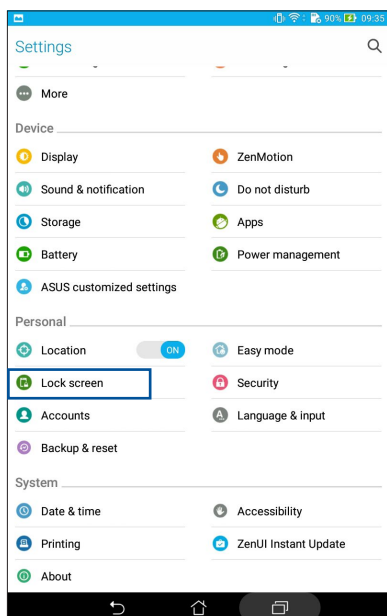 90% 09:35
Settings
More
Device
Display
ZenMotion
Sound & notification
Do not disturb
Storage
Apps
Battery
Power management
ASUS customized settings
Personal
Location ON
Easy mode
Lock screen
Security
Accounts
A Language & input
Backup & reset
System
Date & time
Accessibility
Printing
ZenUI Instant Update
About